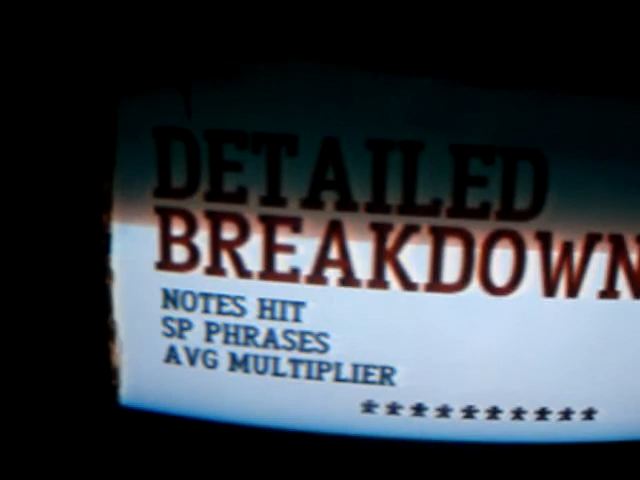 DETAILED
BREAKDOWN
NOTES HIT
SP PHRASES
AVG MULTIPLIER
**********